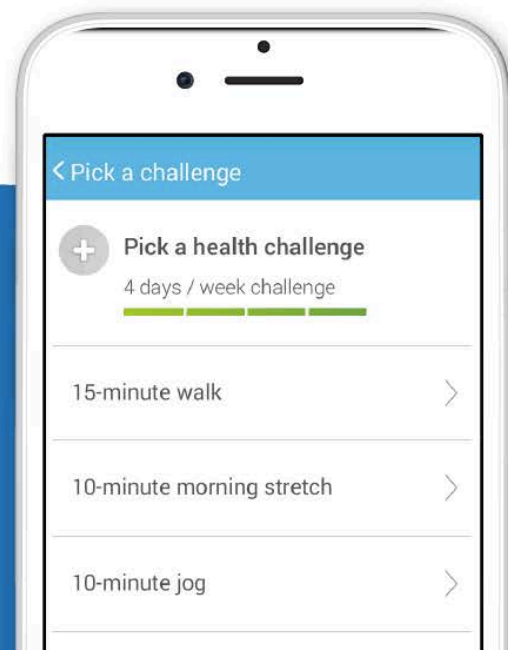 Pick a challenge
Pick a health challenge
4 days / week challenge
15-minute walk
10-minute morning stretch
10-minute jog